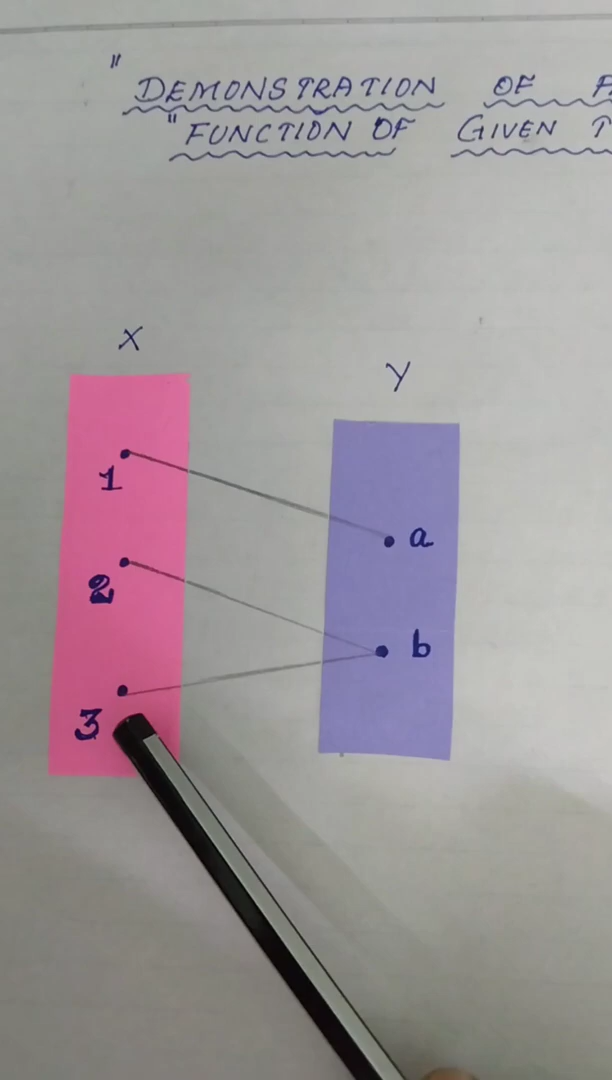 "
DEMONSTRATION OF
"FUNCTION OF GIVEN
X
Y
1
a
2
b
3